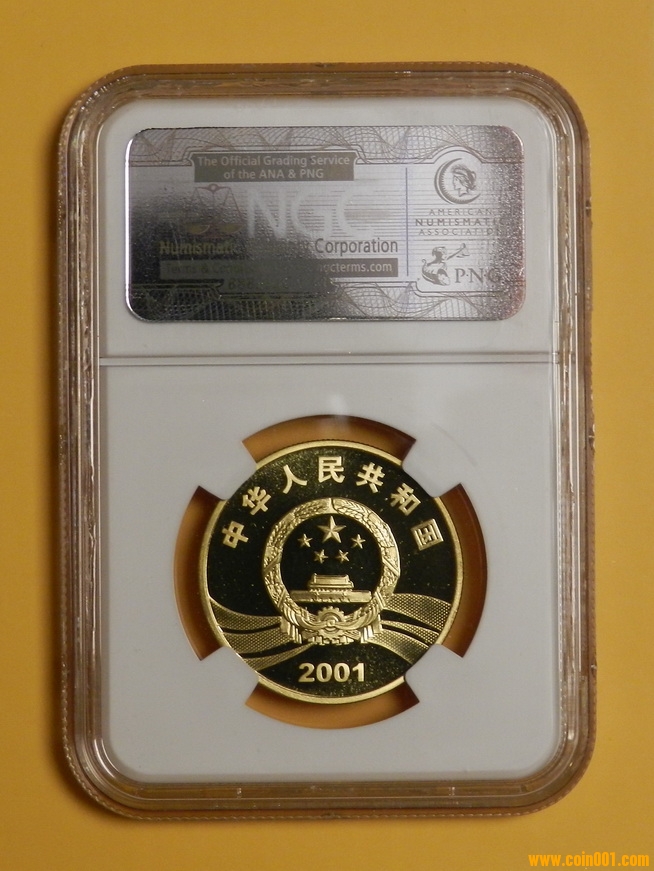 The Official Grading Service
of the ANA & PNG
NGC
Numismatic Corporation
Terms &
AMERICAN
NUMISMATIC
ASSOCIATION
PNG
中华人民共和国
2001
www.coin001.com